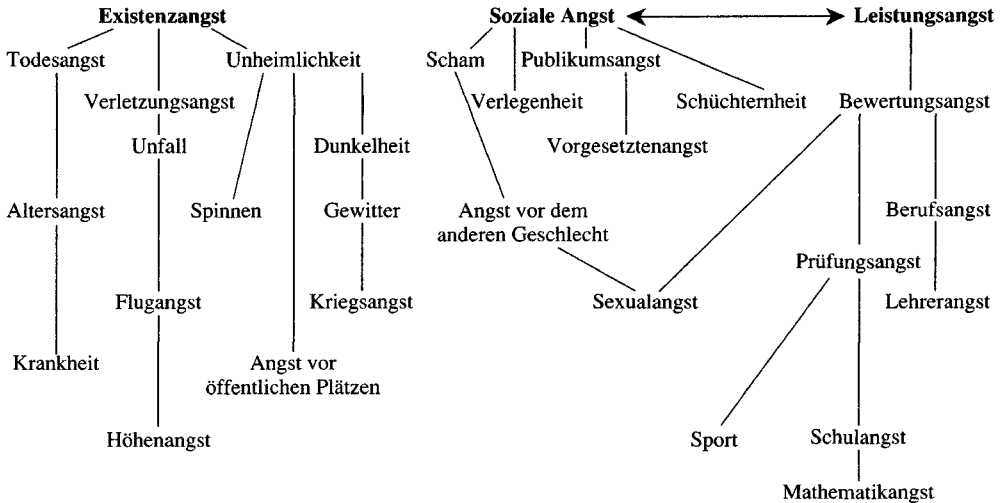 Existenzangst
Soziale Angst
Leistungsangst
Todesangst
Unheimlichkeit
Scham
Publikumsangst
Verletzungsangst
Verlegenheit
Schüchternheit
Bewertungsangst
Unfall
Dunkelheit
Vorgesetztenangst
Altersangst
Spinnen
Gewitter
Angst vor dem
anderen Geschlecht
Berufsangst
Prüfungsangst
Flugangst
Kriegsangst
Sexualangst
Lehrerangst
Krankheit
Angst vor
öffentlichen Plätzen
Höhenangst
Sport
Schulangst
Mathematikangst